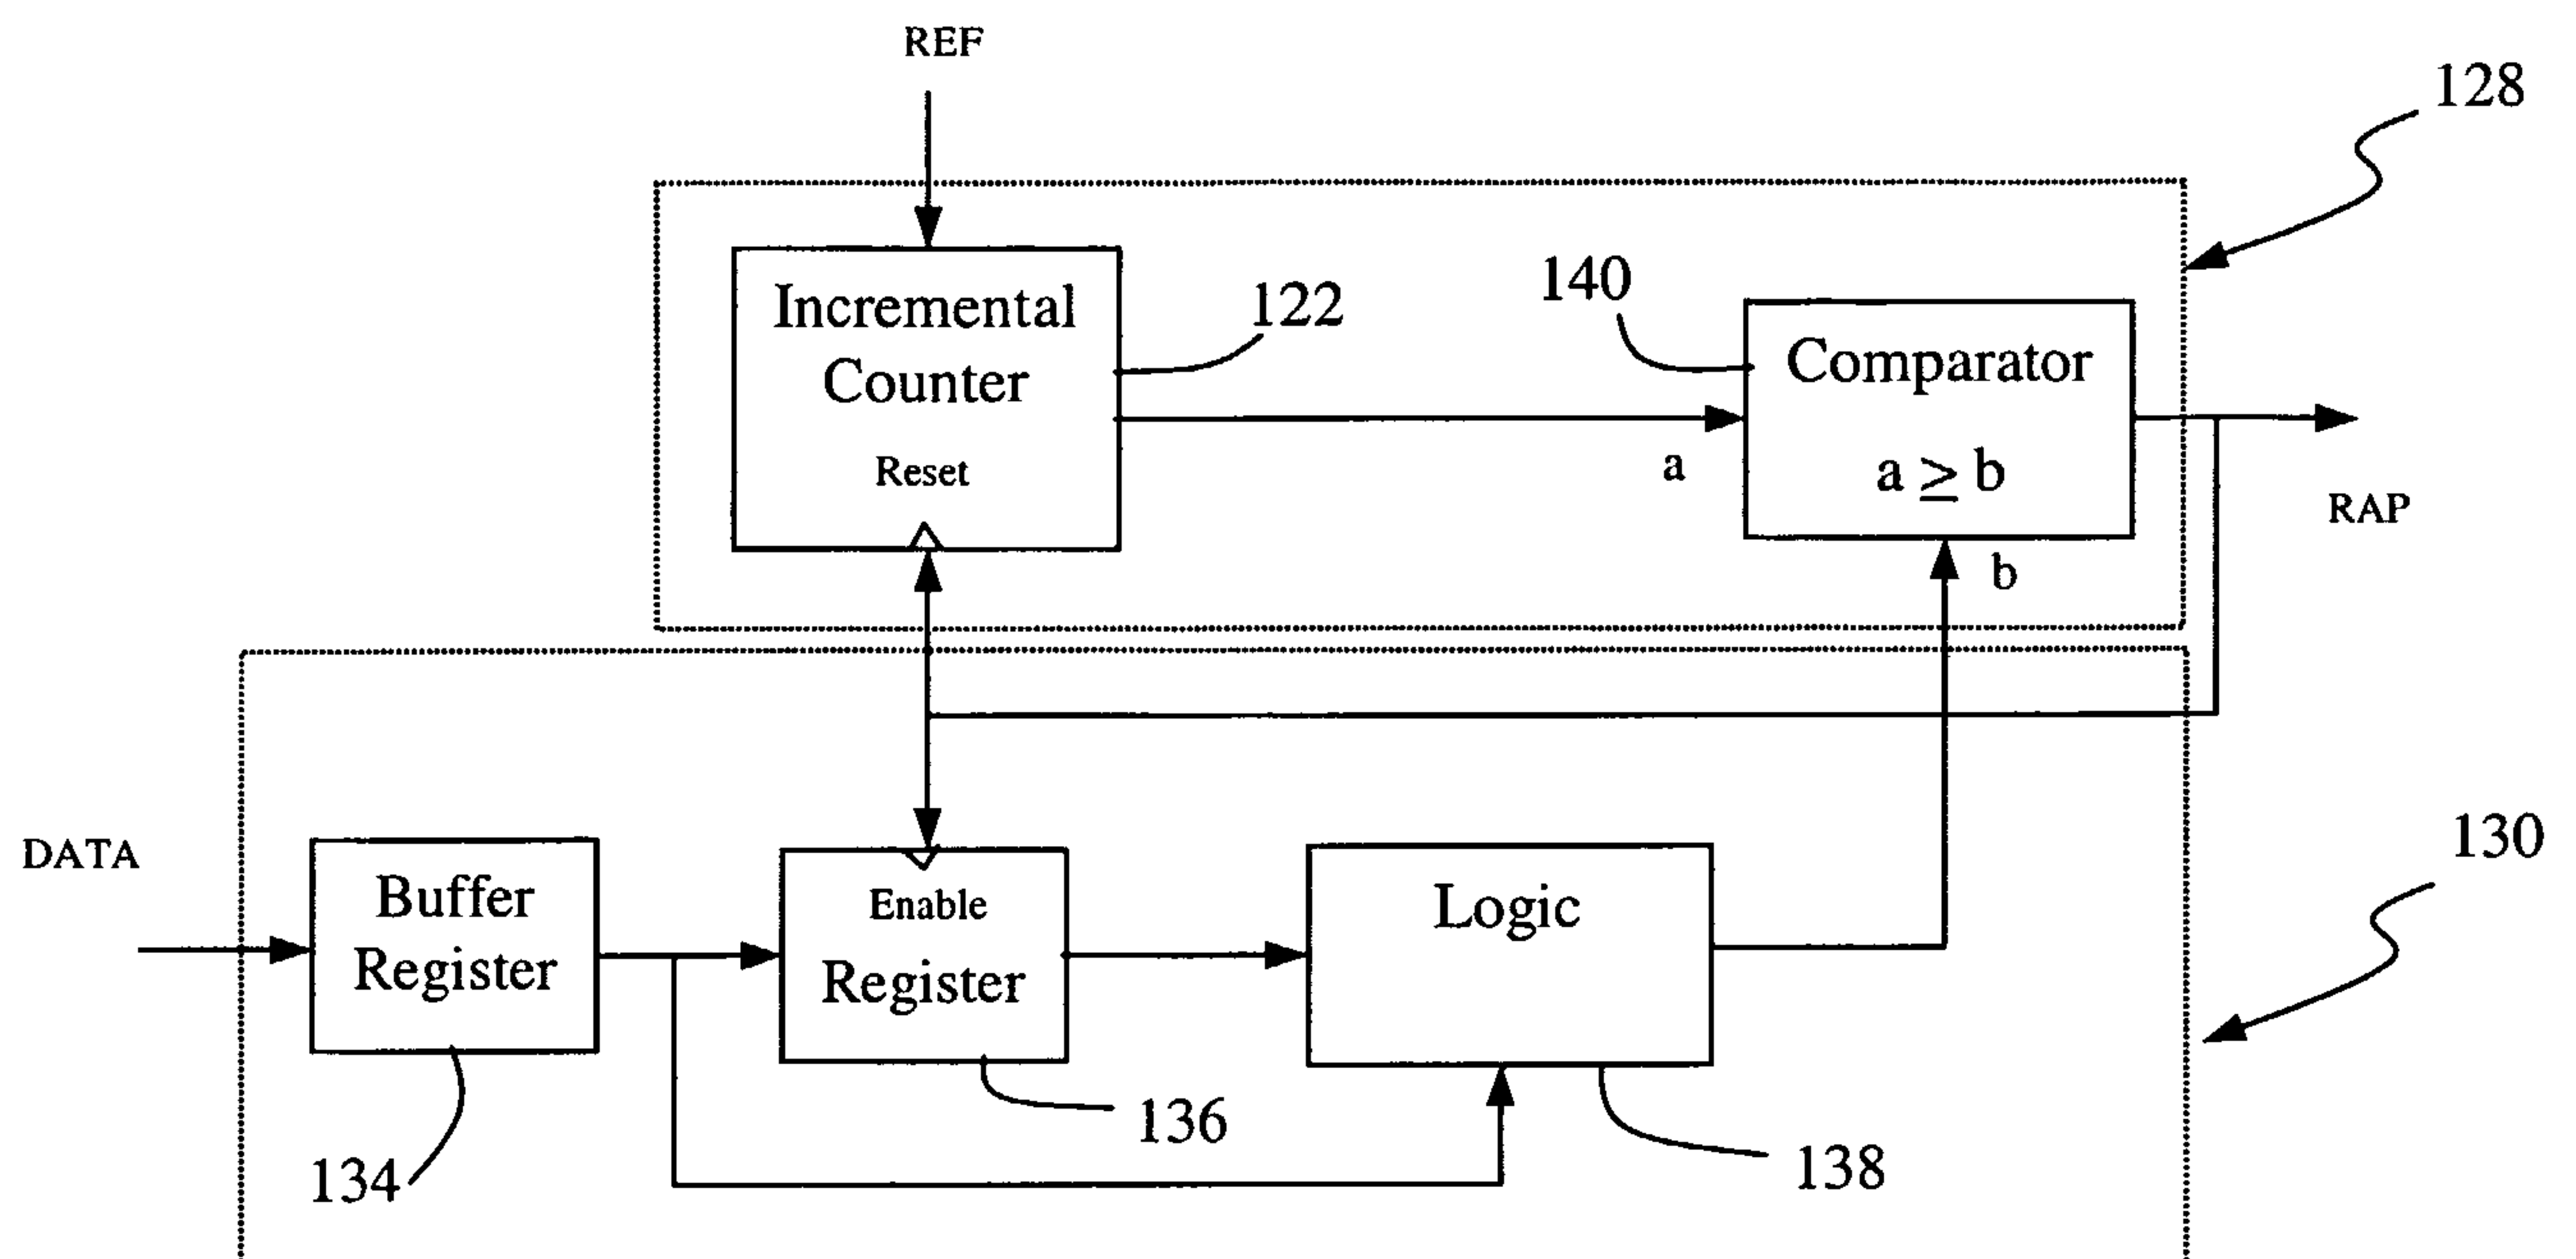 REF
128
Incremental
Counter
Reset
122
140
Comparator
a ≥ b
a
b
RAP
DATA
Buffer
Register
Enable
Register
Logic
130
134
136
138